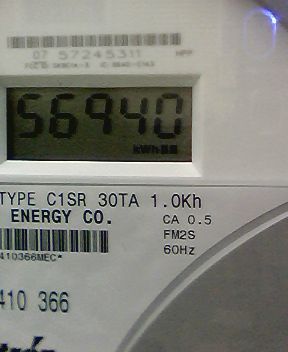 07 57245311
56940
kWh
TYPE C1SR 30TA 1.0Kh
ENERGY CO.
CA 0.5
FM2S
60Hz
410366MEC*
410 366